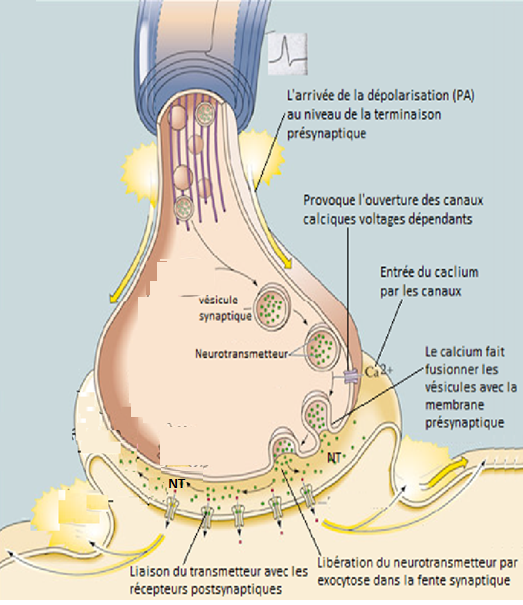 L'arrivée de la dépolarisation (PA)
au niveau de la terminaison
présynaptique
Provoque l'ouverture des canaux
calciques voltages dépendants
Entrée du caclium
par les canaux
vésicule
synaptique
Neurotransmetteur
Ca2+
Le calcium fait
fusionner les
vésicules avec la
membrane
présynaptique
NT
NT
Libération du neurotransmetteur par
exocytose dans la fente synaptique
Liaison du transmetteur avec les
récepteurs postsynaptiques